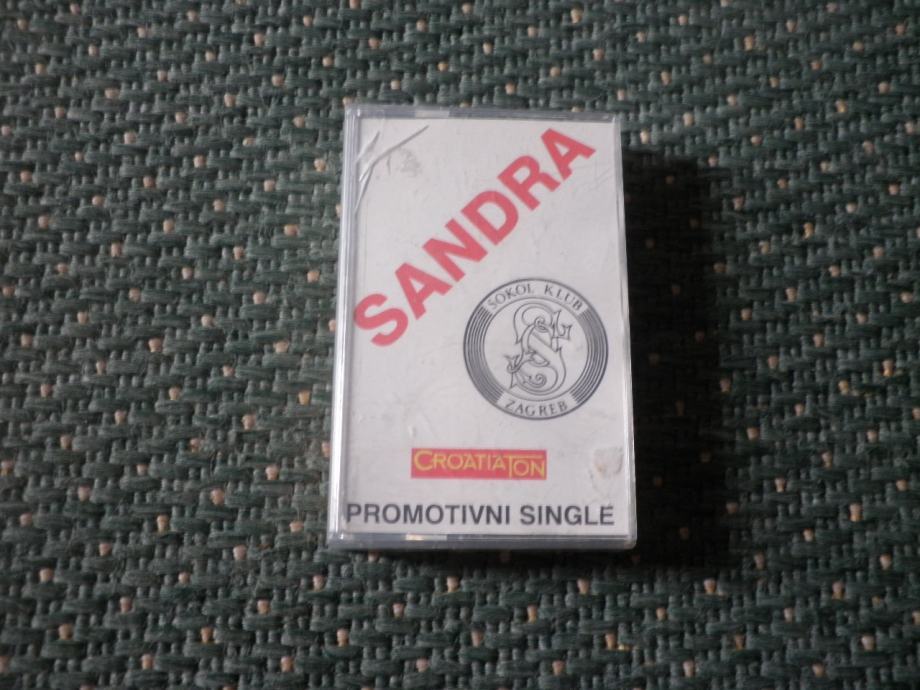 SANDRA
SOKOL KLUB
ZAGREB
CROATIATON
PROMOTIVNI SINGLE